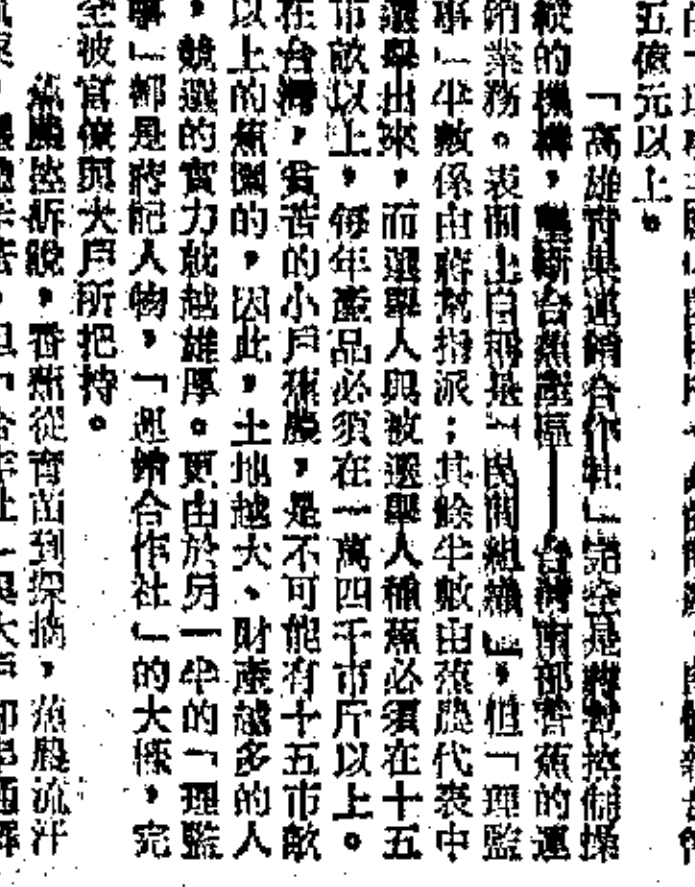 五億元以上。
「高雄青果運銷合作社」完全是蔣幫控制操
縱的機構，壟斷台蕉產區——台灣南部香蕉的運
銷業務。表面上自稱是「民間組織」，但「理監
事」半數係由蔣幫指派；其餘半數由蕉農代表中
選舉出來，而選舉人與被選舉人種蕉必須在十五
市畝以上，每年產品必須在一萬四千市斤以上。
在台灣，貧苦的小戶蕉農，是不可能有十五市畝
以上的蕉園的，因此，土地越大、財產越多的人
，競選的實力就越雄厚。更由於另一半的「理監
事」都是蔣記人物，「運銷合作社」的大權，完
全被官僚與大戶所把持。
蕉農控訴說，香蕉從育苗到採摘，蕉農流汗